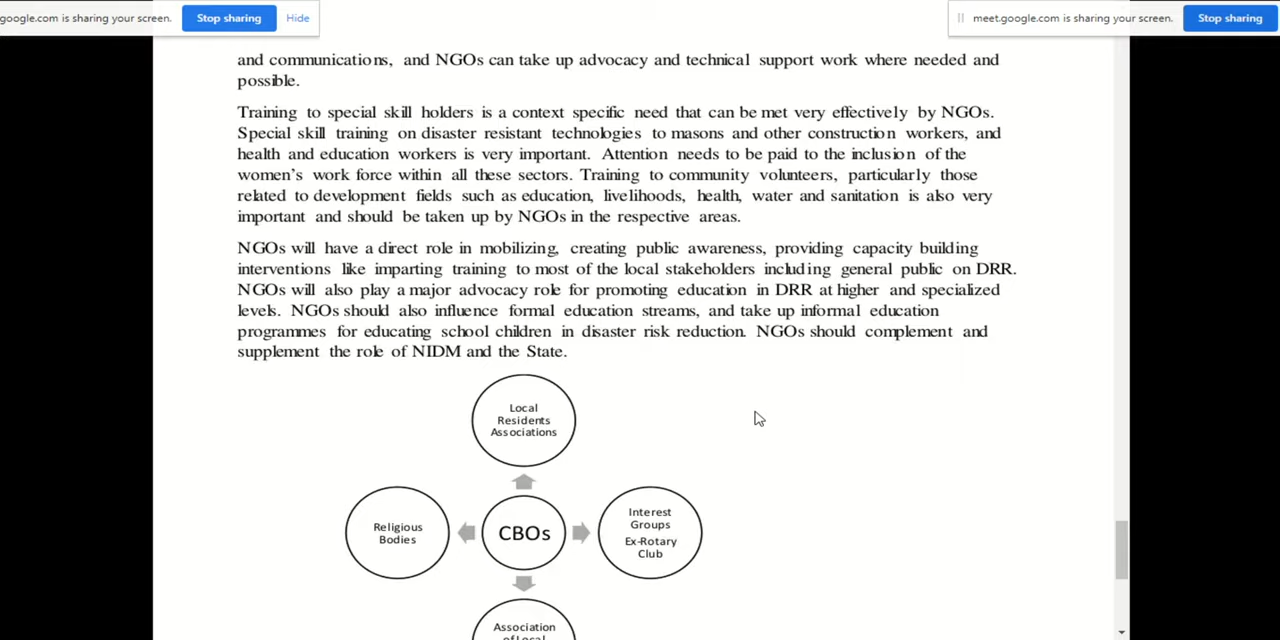 google.com is sharing your screen. Stop sharing Hide
meet.google.com is sharing your screen. Stop sharing
and communications, and NGOs can take up advocacy and technical support work where needed and
possible.
Training to special skill holders is a context specific need that can be met very effectively by NGOs.
Special skill training on disaster resistant technologies to masons and other construction workers, and
health and education workers is very important. Attention needs to be paid to the inclusion of the
women's work force within all these sectors. Training to community volunteers, particularly those
related to development fields such as education, livelihoods, health, water and sanitation is also very
important and should be taken up by NGOs in the respective areas.
NGOs will have a direct role in mobilizing, creating public awareness, providing capacity building
interventions like imparting training to most of the local stakeholders including general public on DRR.
NGOs will also play a major advocacy role for promoting education in DRR at higher and specialized
levels. NGOs should also influence formal education streams, and take up informal education
programmes for educating school children in disaster risk reduction. NGOs should complement and
supplement the role of NIDM and the State.
Local
Residents
Associations
Religious
Bodies
CBOs
Interest
Groups
Ex-Rotary
Club
Association
of Local